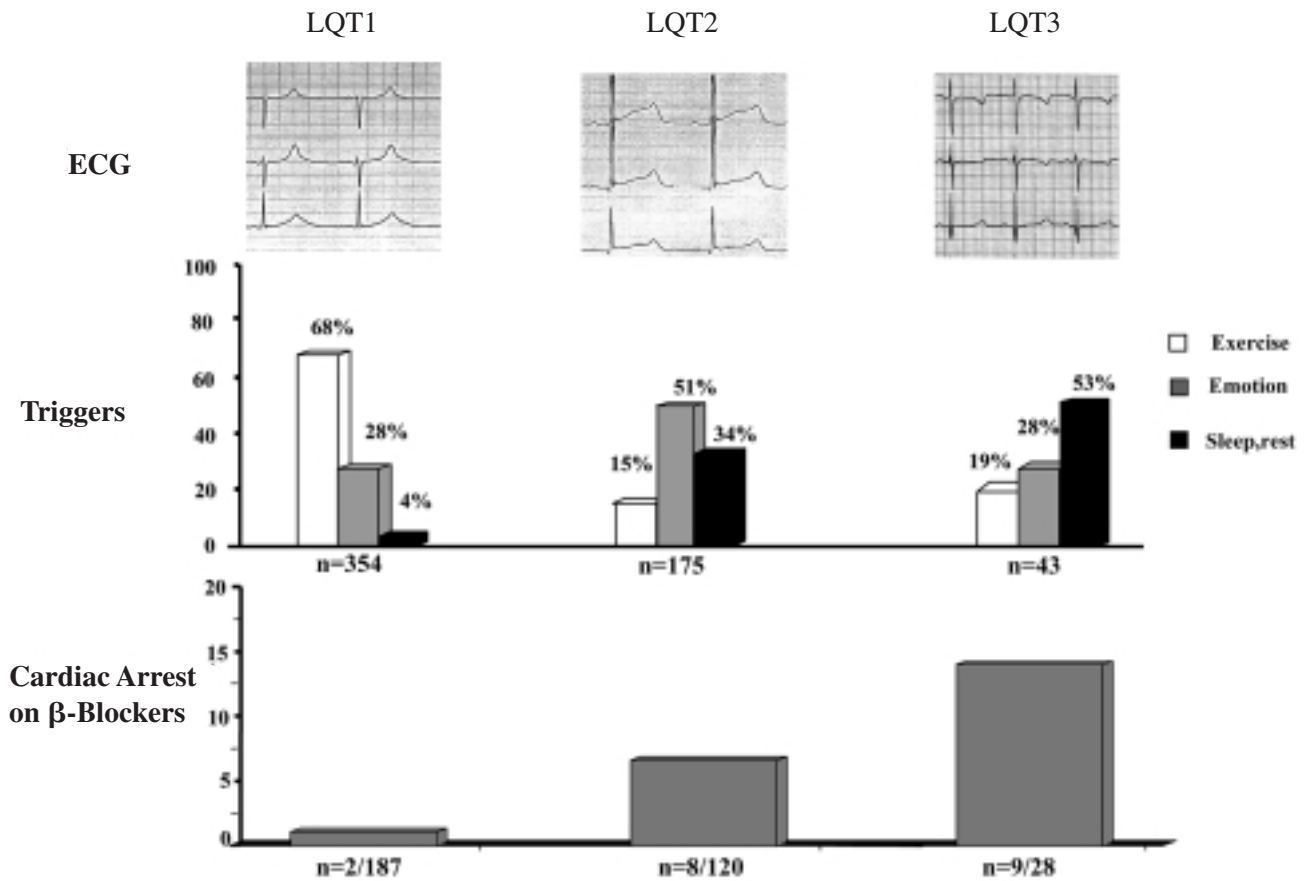 LQT1 LQT2 LQT3
ECG
100
80
60
40
20
0
Triggers
68%
28%
4%
15%
51%
34%
19%
28%
53%
Exercise
Emotion
Sleep,rest
n=354 n=175 n=43
20
15
10
5
0
Cardiac Arrest
on β-Blockers
n=2/187 n=8/120 n=9/28